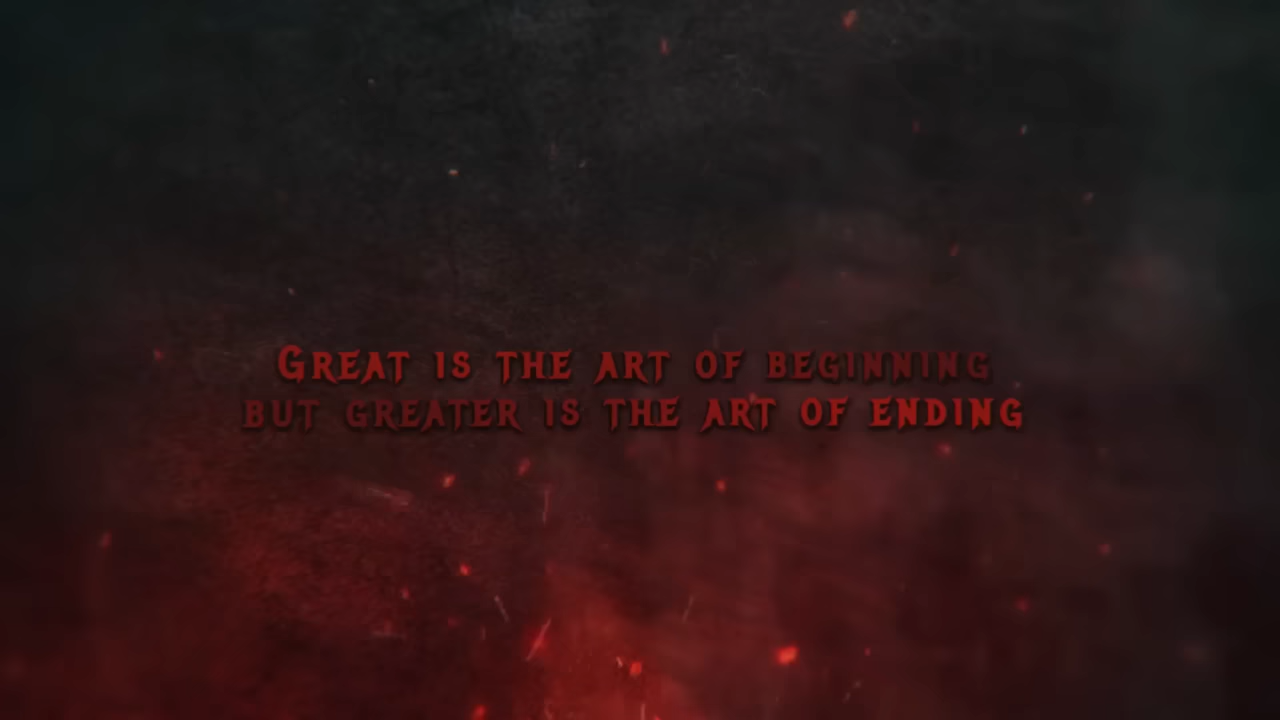 Great is the art of beginning
but greater is the art of ending